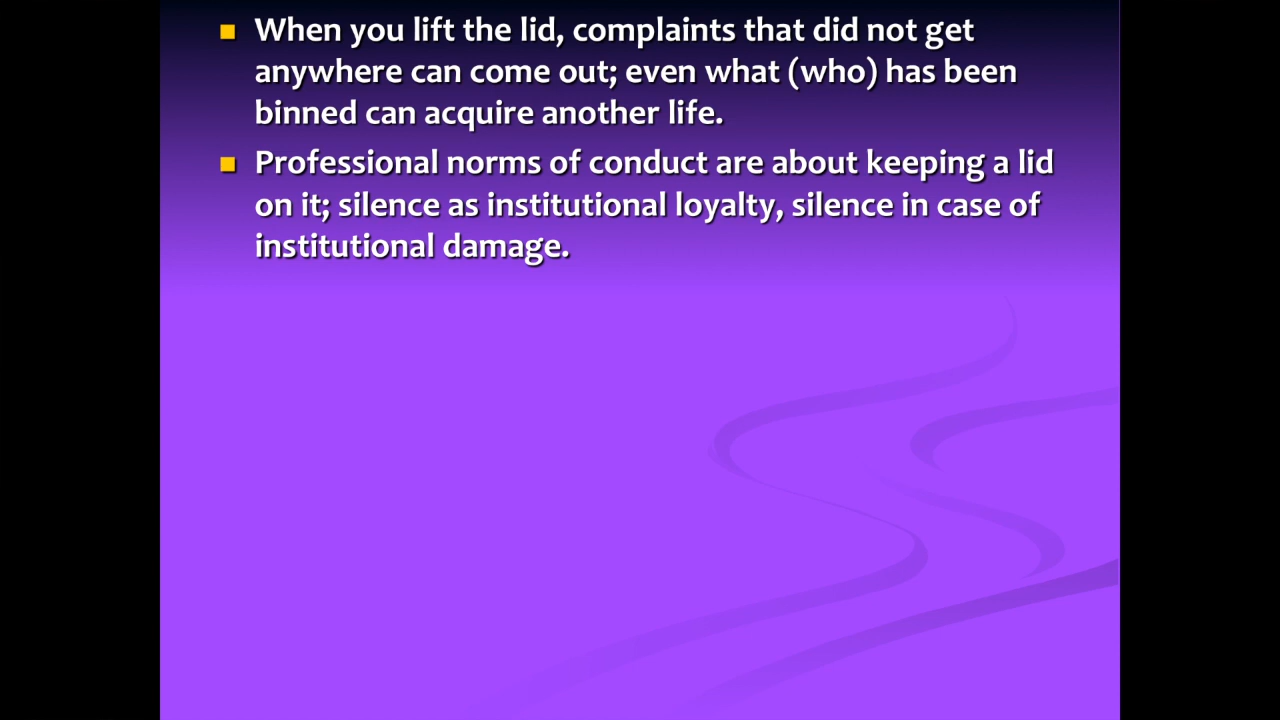 When you lift the lid, complaints that did not get
anywhere can come out; even what (who) has been
binned can acquire another life.
Professional norms of conduct are about keeping a lid
on it; silence as institutional loyalty, silence in case of
institutional damage.